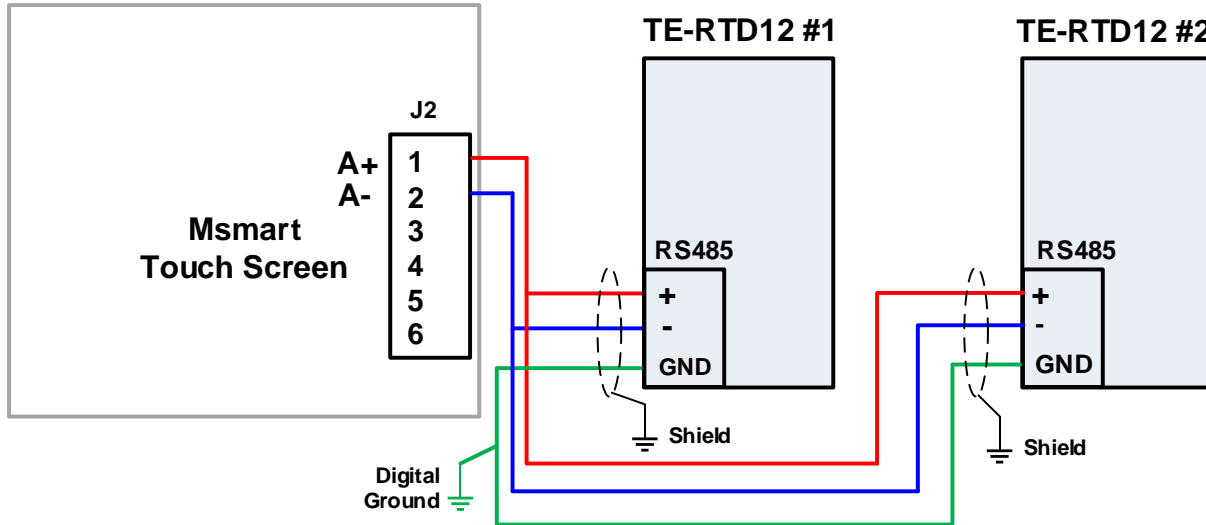 TE-RTD12 #1
TE-RTD12 #2
J2
A+
1
A-
2
3
4
5
6
Msmart
Touch Screen
RS485
+
-
GND
RS485
+
-
GND
Shield
Shield
Digital
Ground